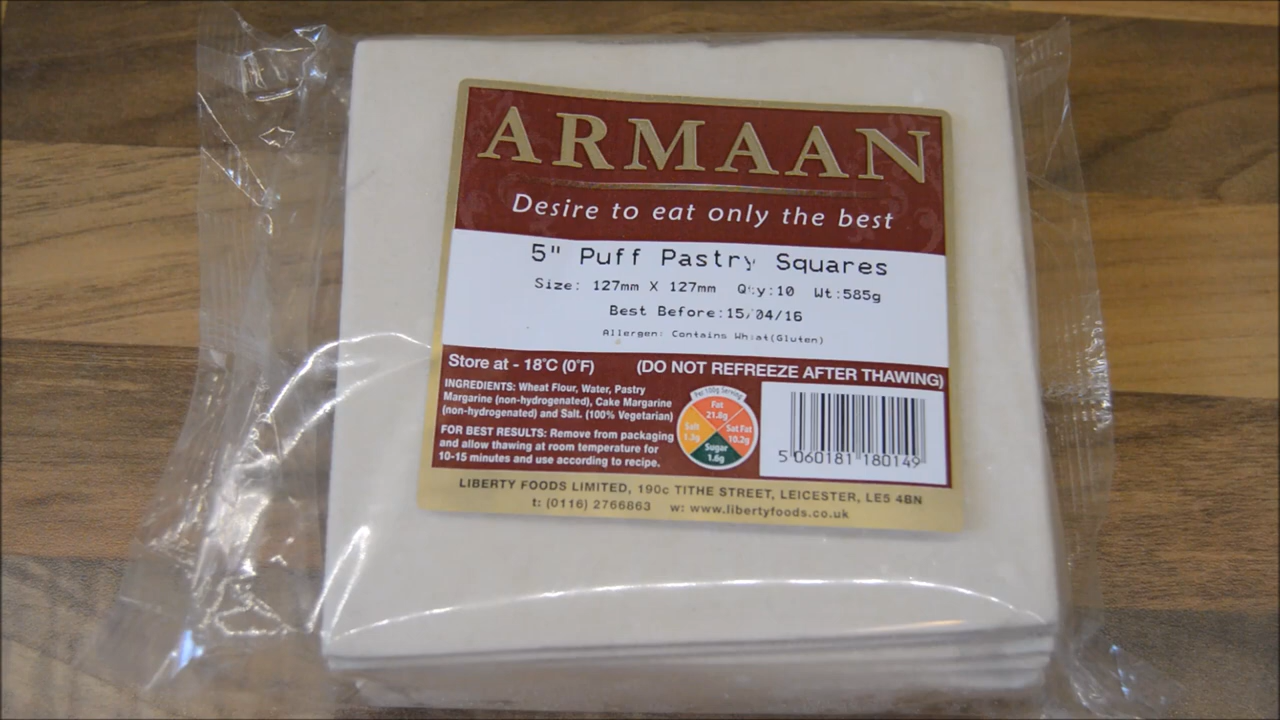 ARMAAN
Desire to eat only the best
5" Puff Pastry Squares
Size: 127mm X 127mm Qty:10 Wt:585g
Best Before:15/04/16
Allergen: Contains Wheat(Gluten)
Store at - 18°C (0°F) (DO NOT REFREEZE AFTER THAWING)
INGREDIENTS: Wheat Flour, Water, Pastry
Margarine (non-hydrogenated), Cake Margarine
(non-hydrogenated) and Salt. (100% Vegetarian)
FOR BEST RESULTS: Remove from packaging
and allow thawing at room temperature for
10-15 minutes and use according to recipe.
Per 100g Serving
Fat
21.8g
Salt
1.3g
Sat Fat
10.2g
Sugar
1.6g
5 060181 180149
LIBERTY FOODS LIMITED, 190c TITHE STREET, LEICESTER, LE5 4BN
t: (0116) 2766863 w: www.libertyfoods.co.uk